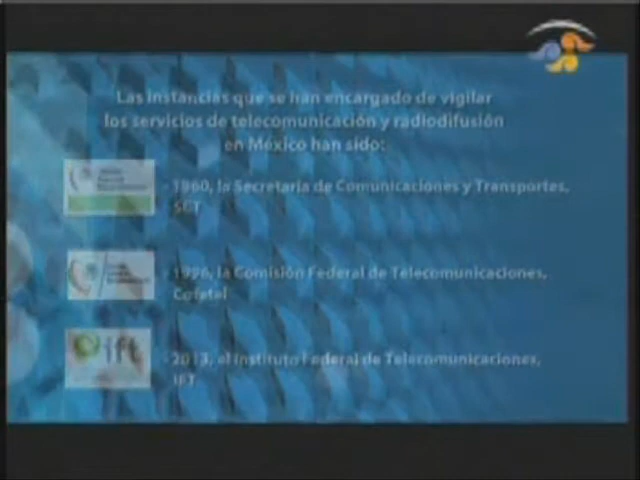 Las instancias que se han encargado de vigilar
los servicios de telecomunicación y radiodifusión
en México han sido:
- 1960, la Secretaría de Comunicaciones y Transportes,
SCT
- 1996, la Comisión Federal de Telecomunicaciones,
Cofetel
ift
- 2013, el Instituto Federal de Telecomunicaciones,
IFT